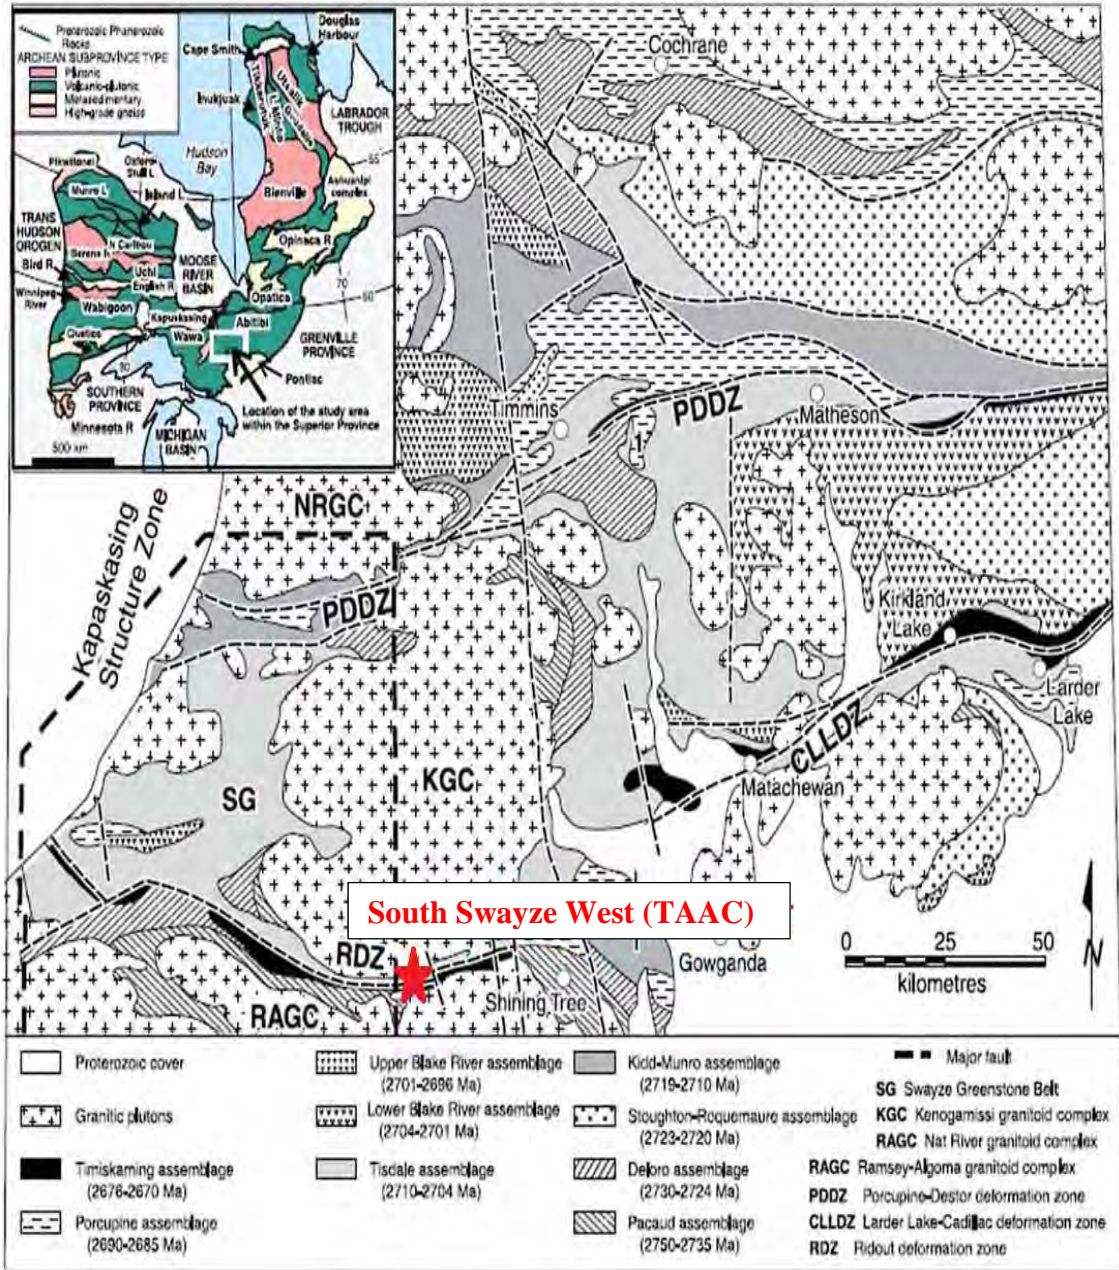 Proterozoic Phanerozoic
Rocks
ARCHEAN SUBPROVINCE TYPE
Plutonic
Volcanic-plutonic
Metasedimentary
High-grade gneiss
Cape Smith
Douglas
Harbour
Inukjuak
LABRADOR
TROUGH
Hudson
Bay
55
Pikwitonei
Oxford
Stull L
Munro L
Island L
Bienville
Ashuanipi
complex
TRANS
HUDSON
OROGEN
N Caribou
Berens R
Opinaca R
Bird R
Uchi
MOOSE
RIVER
BASIN
English R
Winnipeg
River
Wabigoon
Opatica
70
50
Kapuskasing
Abitibi
Quetico
Wawa
GRENVILLE
PROVINCE
90
Pontiac
SOUTHERN
PROVINCE
Minnesota R
MICHIGAN
BASIN
Location of the study area
within the Superior Province
500 km
Cochrane
Timmins
PDDZ
Matheson
Kapaskasing
Structure Zone
NRGC
PDDZ
Kirkland
Lake
Larder
Lake
CLLDZ
Matachewan
SG
KGC
South Swayze West (TAAC)
RDZ
Gowganda
Shining Tree
RAGC
0 25 50
kilometres
N
Proterozoic cover
Granitic plutons
Timiskaming assemblage
(2676-2670 Ma)
Porcupine assemblage
(2690-2685 Ma)
Upper Blake River assemblage
(2701-2696 Ma)
Lower Blake River assemblage
(2704-2701 Ma)
Tisdale assemblage
(2710-2704 Ma)
Kidd-Munro assemblage
(2719-2710 Ma)
Stoughton-Roquemaure assemblage
(2723-2720 Ma)
Deloro assemblage
(2730-2724 Ma)
Pacaud assemblage
(2750-2735 Ma)
Major fault
SG Swayze Greenstone Belt
KGC Kenogamissi granitoid complex
RAGC Nat River granitoid complex
RAGC Ramsey-Algoma granitoid complex
PDDZ Porcupine-Destor deformation zone
CLLDZ Larder Lake-Cadillac deformation zone
RDZ Ridout deformation zone